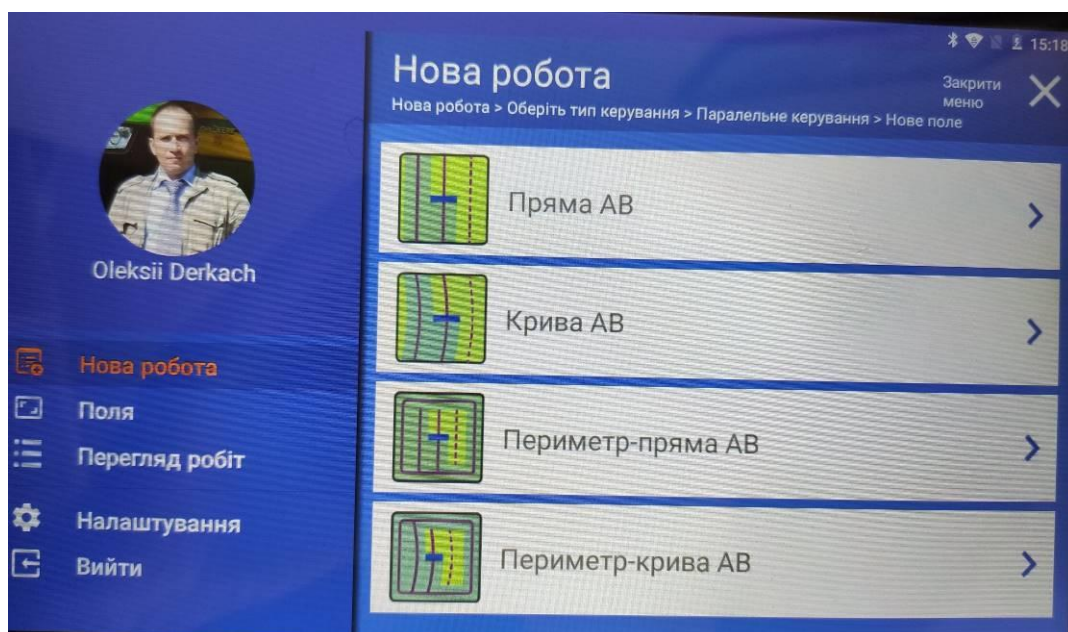 15:18
Нова робота
Закрити
меню
Нова робота > Оберіть тип керування > Паралельне керування > Нове поле
Oleksii Derkach
Нова робота
Поля
Перегляд робіт
Налаштування
Вийти
Пряма АВ
Крива АВ
Периметр-пряма АВ
Периметр-крива АВ